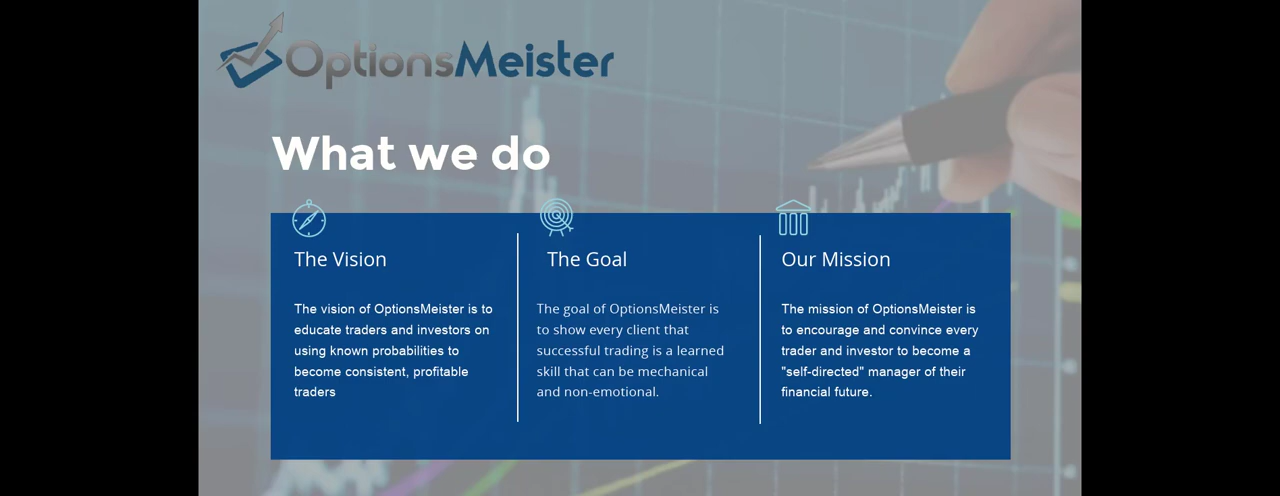 OptionsMeister
What we do
The Vision
The vision of OptionsMeister is to
educate traders and investors on
using known probabilities to
become consistent, profitable
traders
The Goal
The goal of OptionsMeister is
to show every client that
successful trading is a learned
skill that can be mechanical
and non-emotional.
Our Mission
The mission of OptionsMeister is
to encourage and convince every
trader and investor to become a
"self-directed" manager of their
financial future.